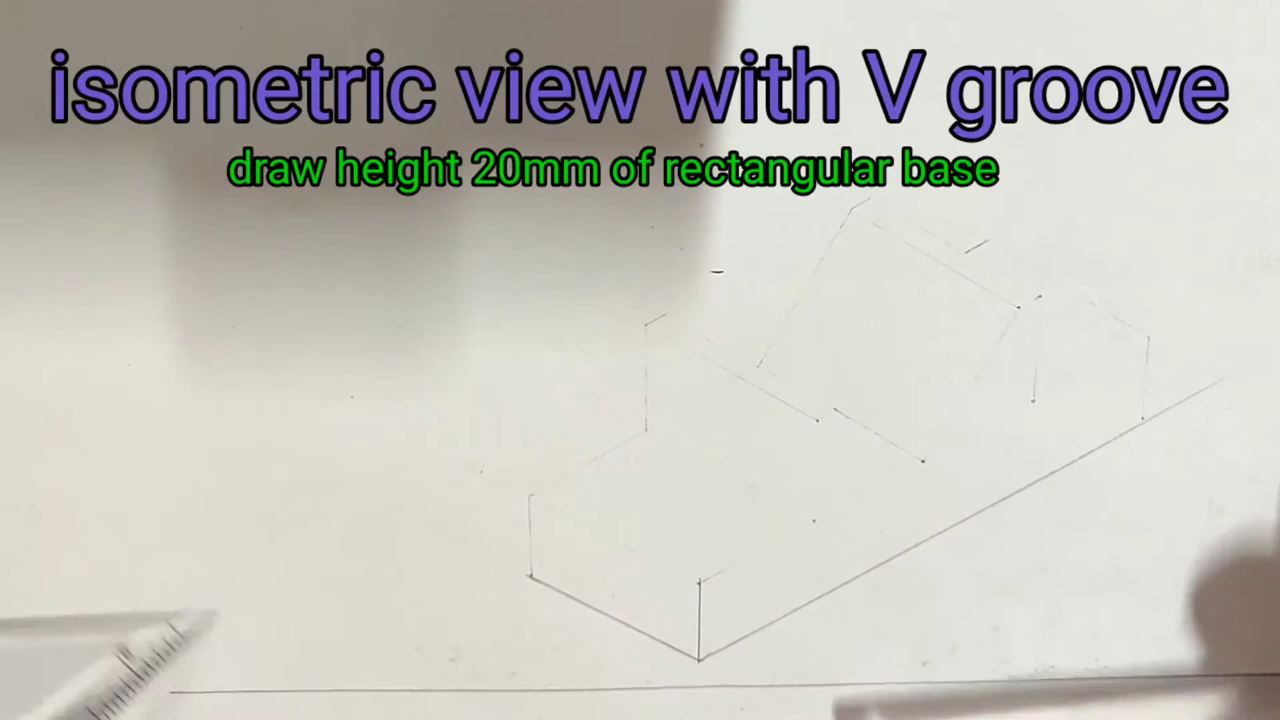 isometric view with V groove
draw height 20mm of rectangular base